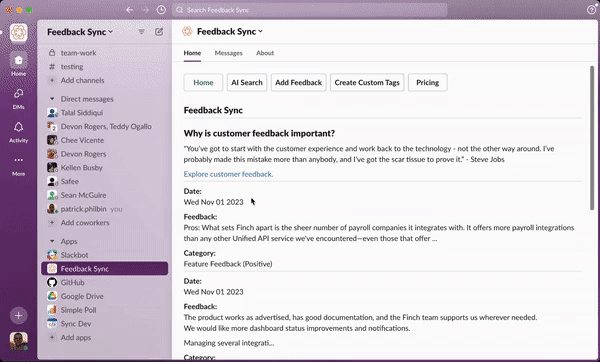 Search Feedback Sync
Feedback Sync
Home
DMs
Activity
More
team-work
testing
Add channels
Direct messages
Talal Siddiqui
Devon Rogers, Teddy Ogallo
Chee Vicente
Devon Rogers
Kellen Busby
Safee
Sean McGuire
patrick.philbin you
Add coworkers
Apps
Slackbot
Feedback Sync
GitHub
Google Drive
Simple Poll
Sync Dev
Add apps
Feedback Sync
Home Messages About
Home AI Search Add Feedback Create Custom Tags Pricing
Feedback Sync
Why is customer feedback important?
"You've got to start with the customer experience and work back to the technology - not the other way around. I've
probably made this mistake more than anybody, and I've got the scar tissue to prove it." - Steve Jobs
Explore customer feedback.
Date:
Wed Nov 01 2023
Feedback:
Pros: What sets Finch apart is the sheer number of payroll companies it integrates with. It offers more payroll integrations
than any other Unified API service we've encountered—even those that offer ...
Category:
Feature Feedback (Positive)
Date:
Wed Nov 01 2023
Feedback:
The product works as advertised, has good documentation, and the Finch team supports us wherever needed.
We would like more dashboard status improvements and notifications.
Managing several integrati...
Category: